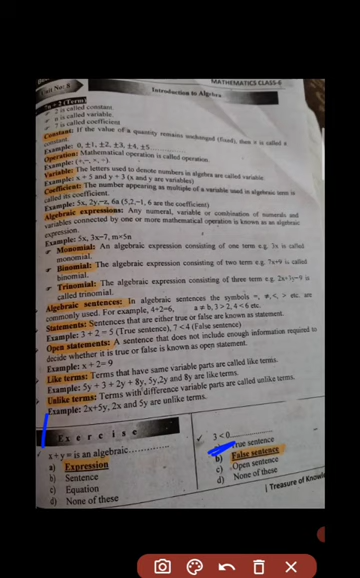 Unit No: 8
MATHEMATICS CLASS-6
Introduction to Algebra
7n + 2 (Term)
2 is called constant.
n is called variable.
7 is called coefficient
Constant: If the value of a quantity remains unchanged (fixed), then it is called a
constant.
Example: 0, ±1, ±2, ±3, ±4, ±5
Operation: Mathematical operation is called operation.
Example: (+,−, ×, ÷).
Variable: The letters used to denote numbers in algebra are called variable.
Example: x + 5 and y + 3 (x and y are variables)
Coefficient: The number appearing as multiple of a variable used in algebraic term is
called its coefficient.
Example: 5x, 2y,−z, 6a (5,2,−1, 6 are the coefficient)
Algebraic expressions: Any numeral, variable or combination of numerals and
variables connected by one or more mathematical operation is known as an algebraic
expression.
Example: 5x, 3x−7, m×5n
Monomial: An algebraic expression consisting of one term e.g. 3x is called
monomial.
Binomial: The algebraic expression consisting of two term e.g. 7x+9 is called
binomial.
Trinomial: The algebraic expression consisting of three term e.g. 2x+3y−9 is
called trinomial.
Algebraic sentences: In algebraic sentences the symbols =, ≠, <, > etc. are
commonly used. For example, 4+2=6, a ≠ b, 3 > 2, 4 < 6 etc.
Statements: Sentences that are either true or false are known as statement.
Example: 3 + 2 = 5 (True sentence), 7 < 4 (False sentence)
Open statements: A sentence that does not include enough information required to
decide whether it is true or false is known as open statement.
Example: x + 2= 9
Like terms: Terms that have same variable parts are called like terms.
Example: 5y + 3 + 2y + 8y, 5y,2y and 8y are like terms.
Unlike terms: Terms with difference variable parts are called unlike terms.
Example: 2x+5y, 2x and 5y are unlike terms.
Exercise
x + y = is an algebraic..............
a) Expression
b) Sentence
c) Equation
d) None of these
3 < 0 ..............
True sentence
b) False sentence
c) Open sentence
d) None of these
| Treasure of Knowl